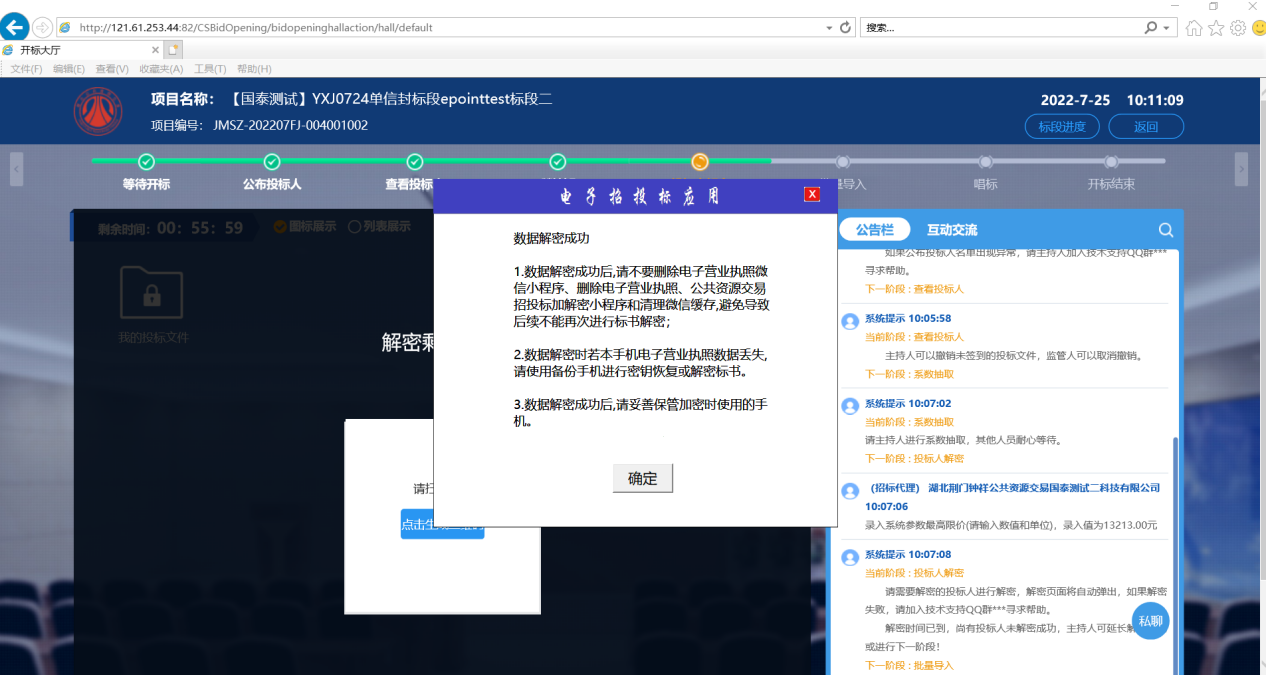 http://121.61.253.44:82/CSBidOpening/bidopeninghallaction/hall/default
搜索...
开标大厅
文件(F) 编辑(E) 查看(V) 收藏夹(A) 工具(T) 帮助(H)
项目名称： 【国泰测试】YXJ0724单信封标段epointtest标段二
2022-7-25 10:11:09
项目编号： JMSZ-202207FJ-004001002
标段进度
返回
等待开标
公布投标人
查看投标
导入
唱标
开标结束
剩余时间: 00: 55: 59
图标展示
列表展示
我的投标文件
解密
点击生
电子招投标应用
X
数据解密成功
1.数据解密成功后,请不要删除电子营业执照微
信小程序、删除电子营业执照、公共资源交易
招投标加解密小程序和清理微信缓存,避免导致
后续不能再次进行标书解密；
2.数据解密时若本手机电子营业执照数据丢失,
请使用备份手机进行密钥恢复或解密标书。
3.数据解密成功后,请妥善保管加密时使用的手
机。
确定
公告栏
互动交流
如果公布投标人名单出现异常，请主持人加入技术支持QQ群***
寻求帮助。
下一阶段 : 查看投标人
系统提示 10:05:58
当前阶段 : 查看投标人
主持人可以撤销未签到的投标文件，监管人可以取消撤销。
下一阶段 : 系数抽取
系统提示 10:07:02
当前阶段 : 系数抽取
请主持人进行系数抽取，其他人员耐心等待。
下一阶段 : 投标人解密
（招标代理） 湖北荆门钟祥公共资源交易国泰测试二科技有限公司
10:07:06
录入系统参数最高限价(请输入数值和单位)，录入值为13213.00元
系统提示 10:07:08
当前阶段 : 投标人解密
请需要解密的投标人进行解密，解密页面将自动弹出，如果解密
失败，请加入技术支持QQ群***寻求帮助。
解密时间已到，尚有投标人未解密成功，主持人可延长
或进行下一阶段！
下一阶段 : 批量导入
私聊